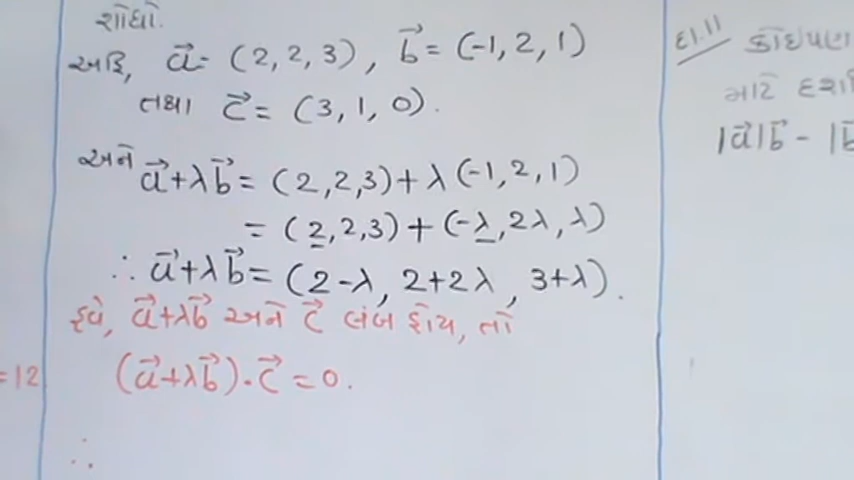 શોધો.
અહિં, a⃗ = (2, 2, 3), b⃗ = (-1, 2, 1)
તથા c⃗ = (3, 1, 0).
અને a⃗+λb⃗ = (2,2,3)+ λ(-1,2,1)
= (2,2,3) + (-λ,2λ,λ)
∴ a⃗+λb⃗ = (2-λ, 2+2λ, 3+λ).
હવે, a⃗+λb⃗ અને c⃗ લંબ હોય, તો
=12
(a⃗+λb⃗)·c⃗ = 0.
∴
દા.11 કોઇપણ
માટે દર્શા
|a⃗|b⃗ - |b⃗